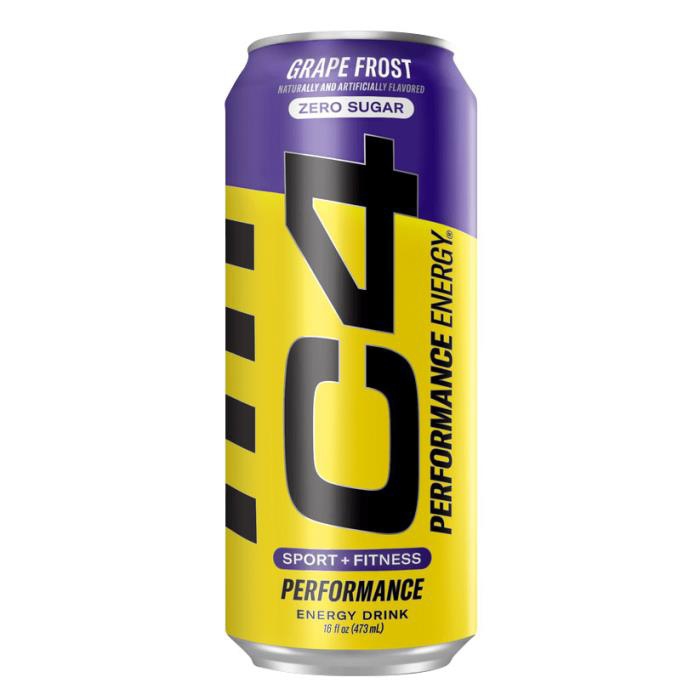 GRAPE FROST
NATURALLY AND ARTIFICIALLY FLAVORED
ZERO SUGAR
C4
PERFORMANCE ENERGY®
SPORT + FITNESS
PERFORMANCE
ENERGY DRINK
16 fl oz (473 mL)